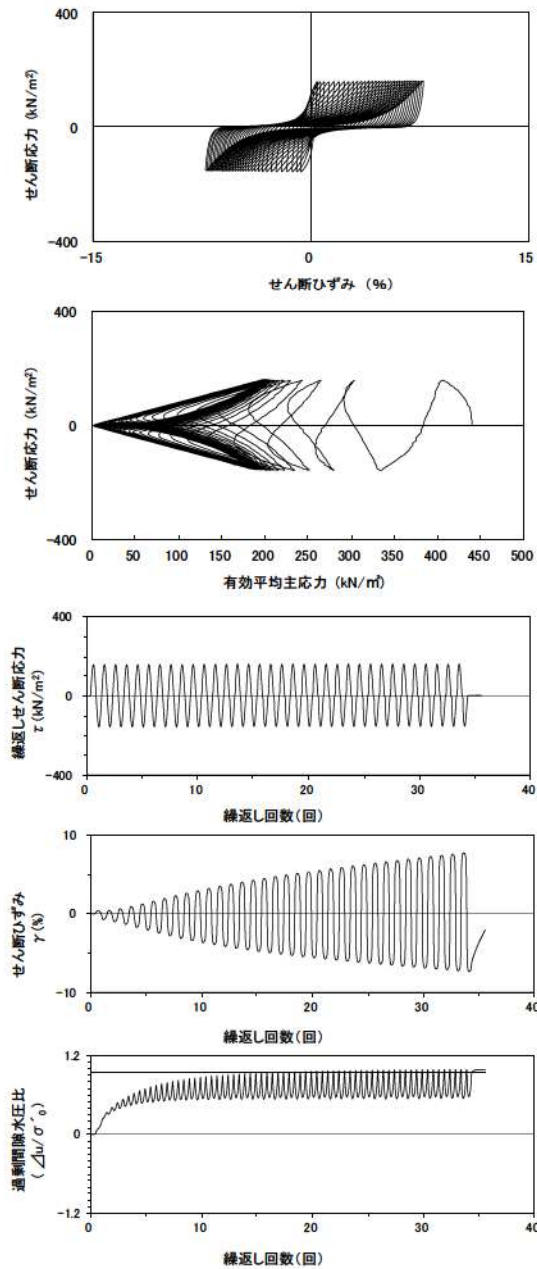 400
0
-400
せん断応力 (kN/m²)
-15
0
15
せん断ひずみ (%)
400
0
-400
せん断応力 (kN/m²)
0 50 100 150 200 250 300 350 400 450 500
有効平均主応力 (kN/㎡)
400
0
-400
繰返しせん断応力
τ (kN/m²)
0 10 20 30 40
繰返し回数(回)
10
0
-10
せん断ひずみ
γ (%)
0 10 20 30 40
繰返し回数(回)
1.2
0
-1.2
過剰間隙水圧比
(⊿u/σ'₀)
0 10 20 30 40
繰返し回数(回)